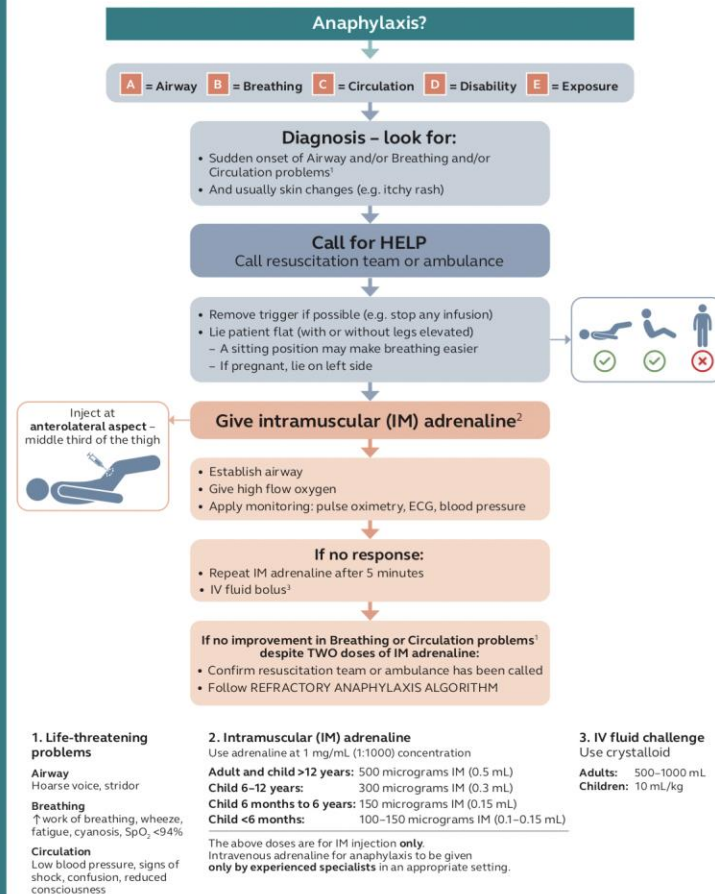 Anaphylaxis?
A = Airway B = Breathing C = Circulation D = Disability E = Exposure
Diagnosis – look for:
• Sudden onset of Airway and/or Breathing and/or
Circulation problems¹
• And usually skin changes (e.g. itchy rash)
Call for HELP
Call resuscitation team or ambulance
• Remove trigger if possible (e.g. stop any infusion)
• Lie patient flat (with or without legs elevated)
– A sitting position may make breathing easier
– If pregnant, lie on left side
Inject at
anterolateral aspect –
middle third of the thigh
Give intramuscular (IM) adrenaline²
• Establish airway
• Give high flow oxygen
• Apply monitoring: pulse oximetry, ECG, blood pressure
If no response:
• Repeat IM adrenaline after 5 minutes
• IV fluid bolus³
If no improvement in Breathing or Circulation problems¹
despite TWO doses of IM adrenaline:
• Confirm resuscitation team or ambulance has been called
• Follow REFRACTORY ANAPHYLAXIS ALGORITHM
1. Life-threatening
problems
Airway
Hoarse voice, stridor
Breathing
↑work of breathing, wheeze,
fatigue, cyanosis, SpO₂ <94%
Circulation
Low blood pressure, signs of
shock, confusion, reduced
consciousness
2. Intramuscular (IM) adrenaline
Use adrenaline at 1 mg/mL (1:1000) concentration
Adult and child >12 years: 500 micrograms IM (0.5 mL)
Child 6–12 years: 300 micrograms IM (0.3 mL)
Child 6 months to 6 years: 150 micrograms IM (0.15 mL)
Child <6 months: 100–150 micrograms IM (0.1–0.15 mL)
The above doses are for IM injection only.
Intravenous adrenaline for anaphylaxis to be given
only by experienced specialists in an appropriate setting.
3. IV fluid challenge
Use crystalloid
Adults: 500–1000 mL
Children: 10 mL/kg